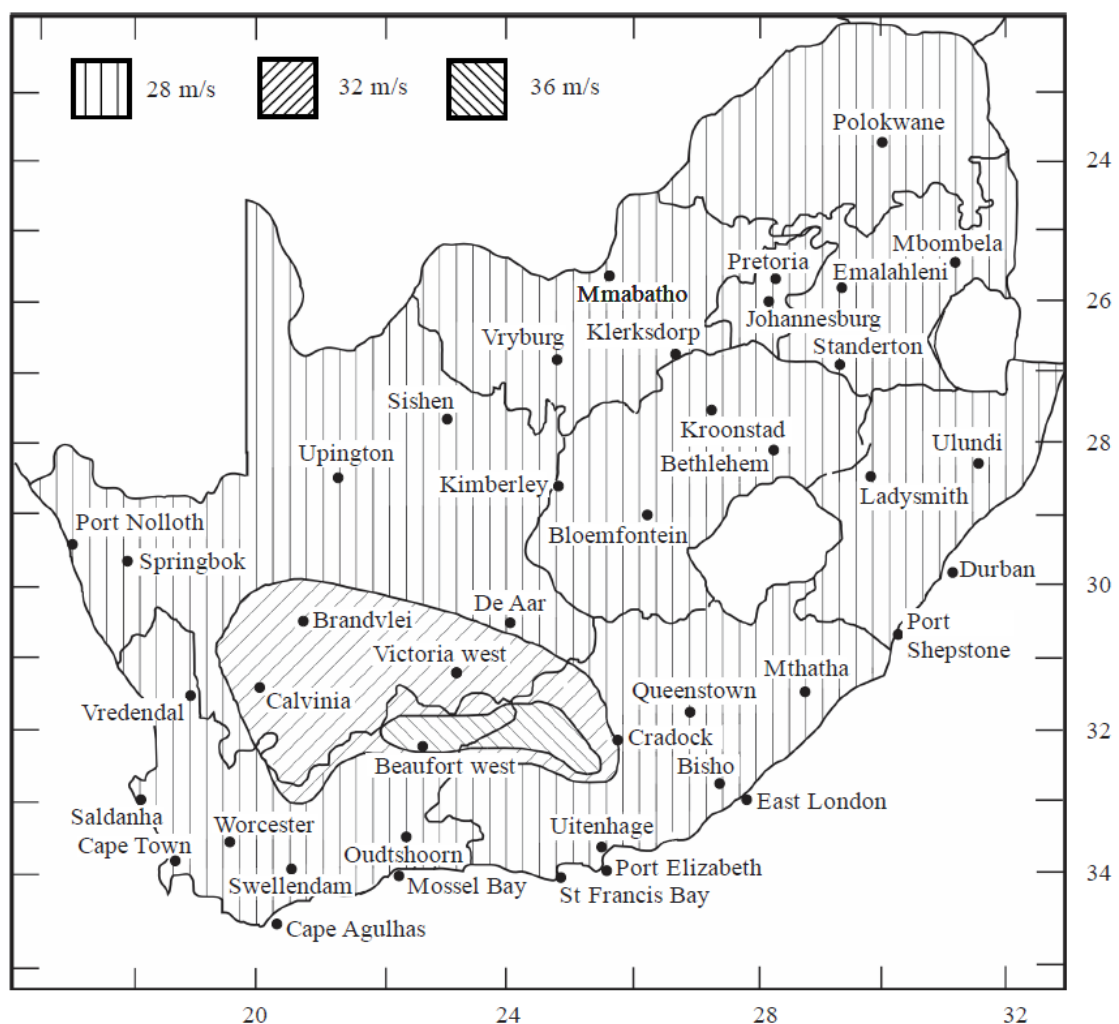 28 m/s
32 m/s
36 m/s
Polokwane
24
Mbombela
Pretoria
Emalahleni
Mmabatho
26
Johannesburg
Klerksdorp
Vryburg
Standerton
Sishen
Kroonstad
28
Ulundi
Upington
Bethlehem
Kimberley
Ladysmith
Port Nolloth
Bloemfontein
Springbok
Durban
30
De Aar
Brandvlei
Port
Shepstone
Victoria west
Mthatha
Calvinia
Queenstown
Vredendal
32
Cradock
Beaufort west
Bisho
East London
Saldanha
Worcester
Uitenhage
Cape Town
Oudtshoorn
Port Elizabeth
34
Swellendam
Mossel Bay
St Francis Bay
Cape Agulhas
20
24
28
32